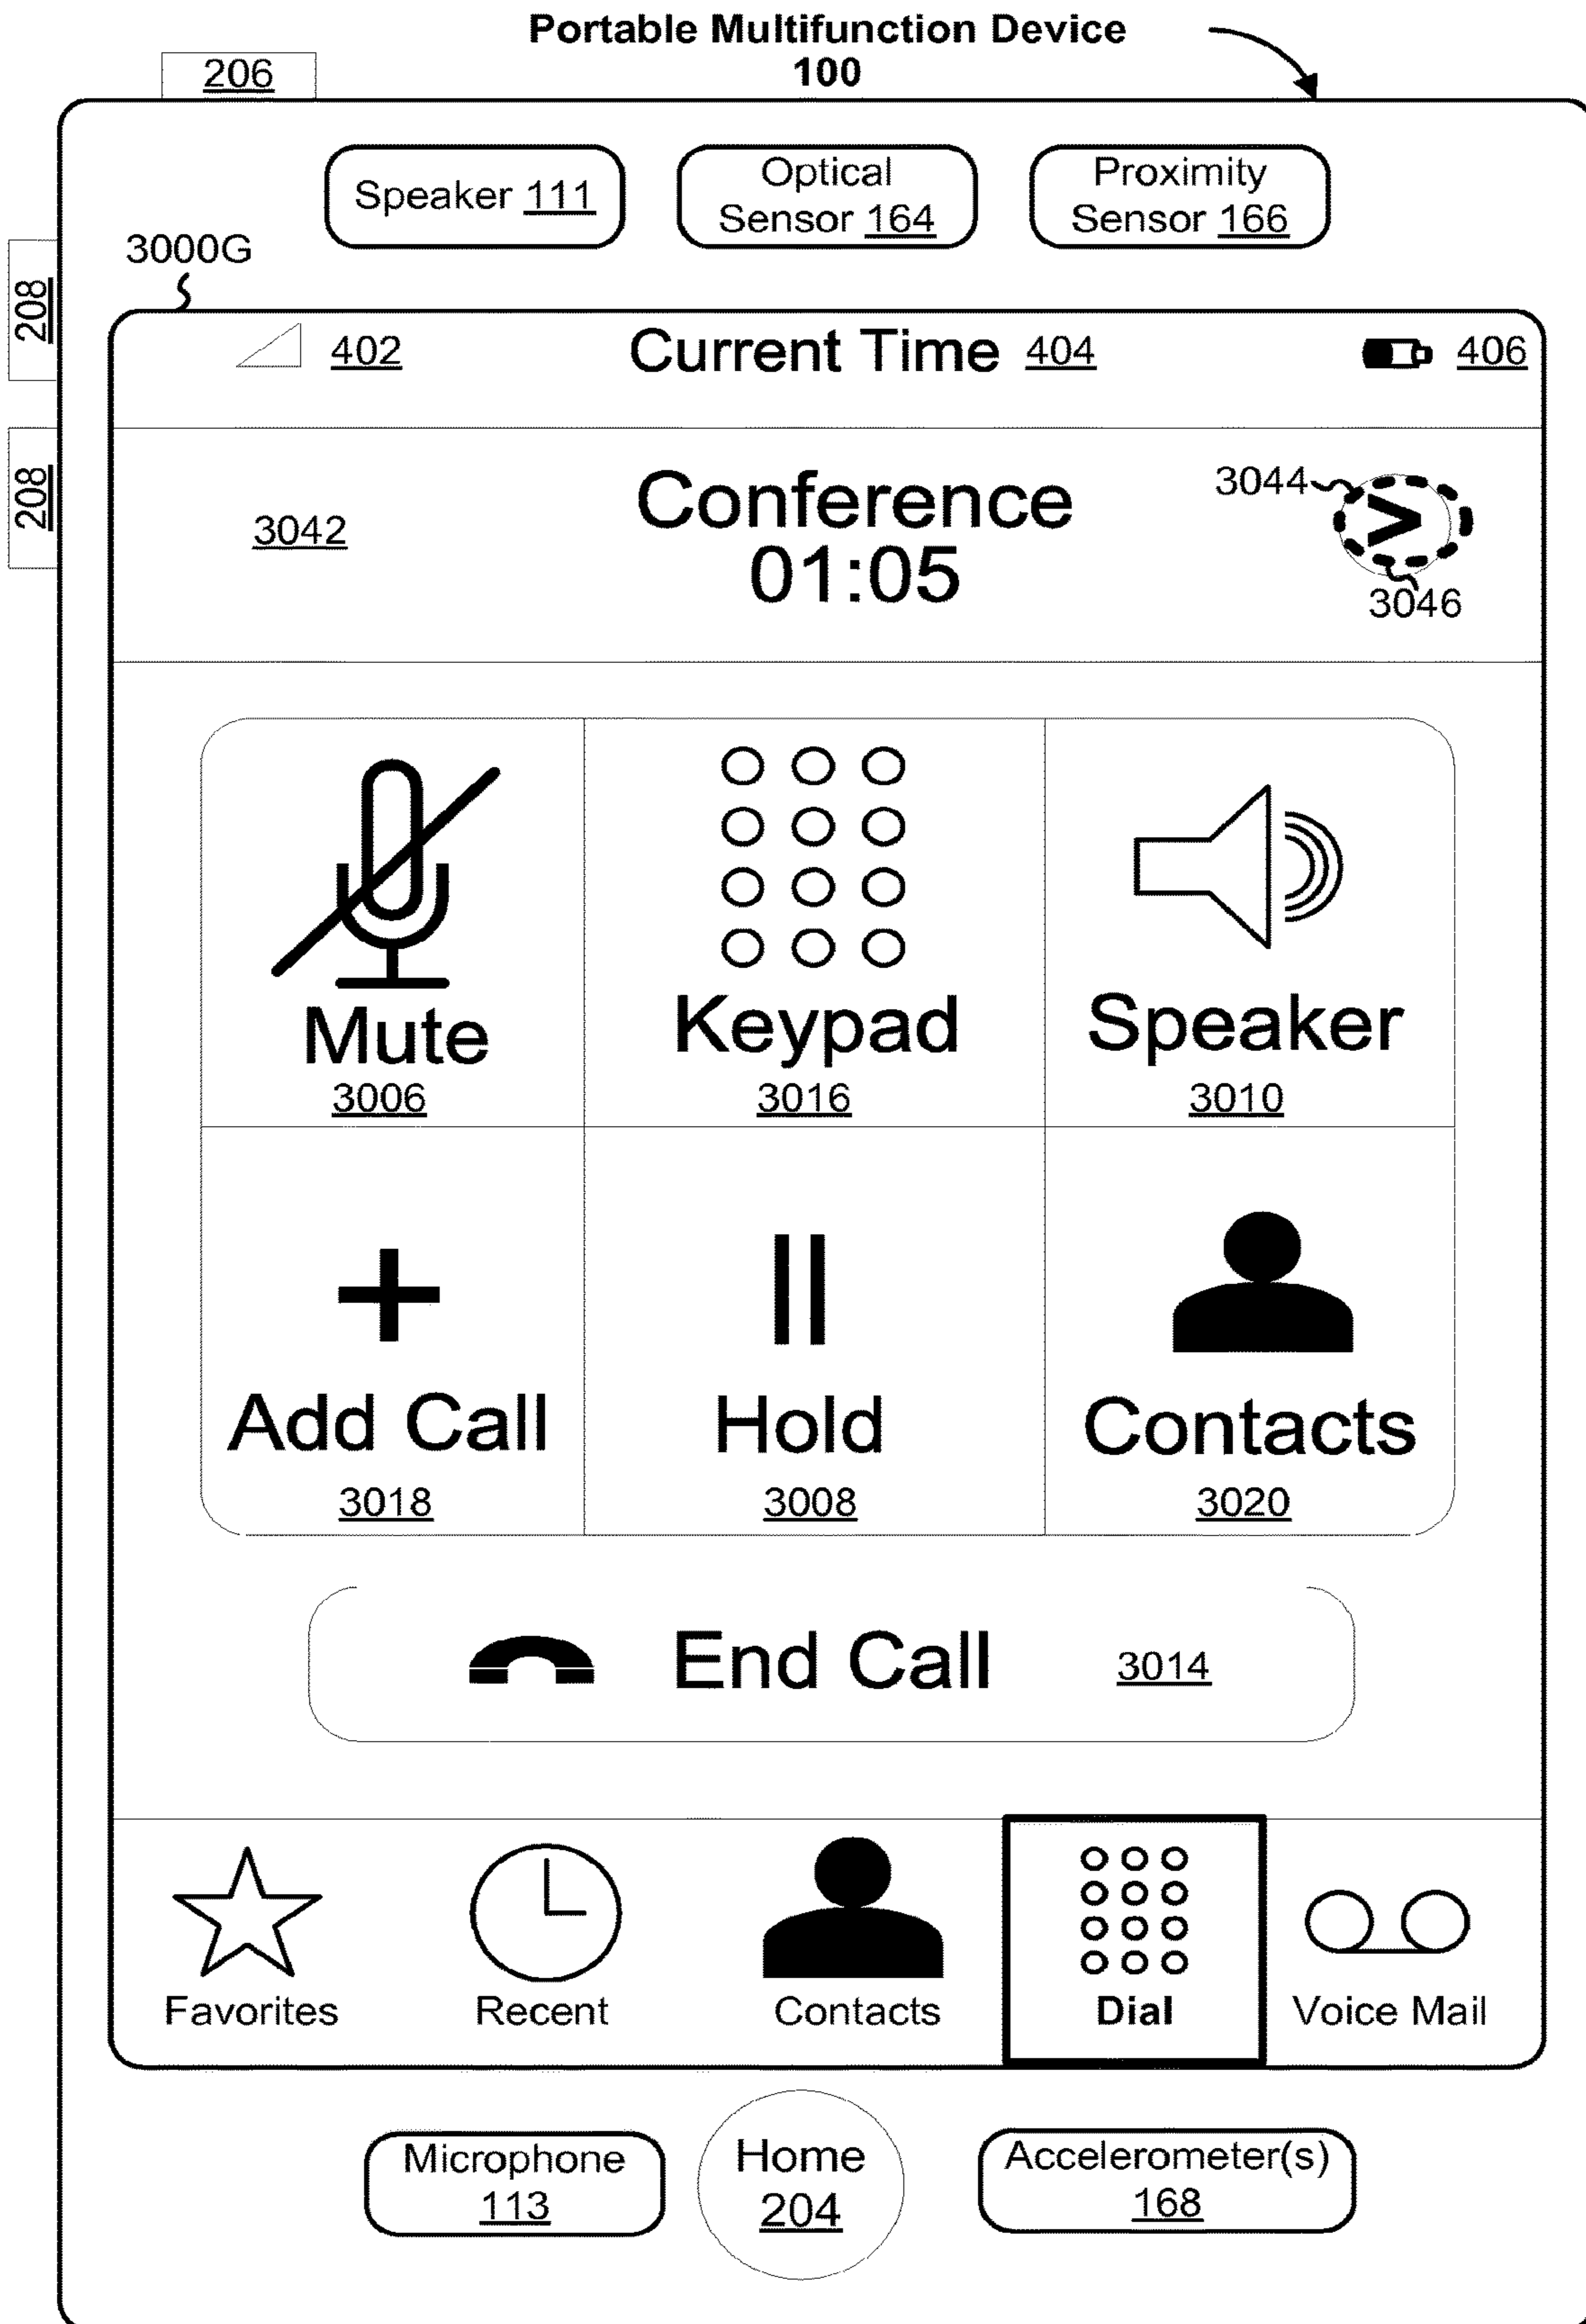 Portable Multifunction Device
100
206
Speaker 111
Optical
Sensor 164
Proximity
Sensor 166
3000G
208
402
Current Time 404
406
208
3042
Conference
01:05
3044
>
3046
Mute
3006
Keypad
3016
Speaker
3010
Add Call
3018
Hold
3008
Contacts
3020
End Call 3014
Favorites
Recent
Contacts
Dial
Voice Mail
Microphone
113
Home
204
Accelerometer(s)
168